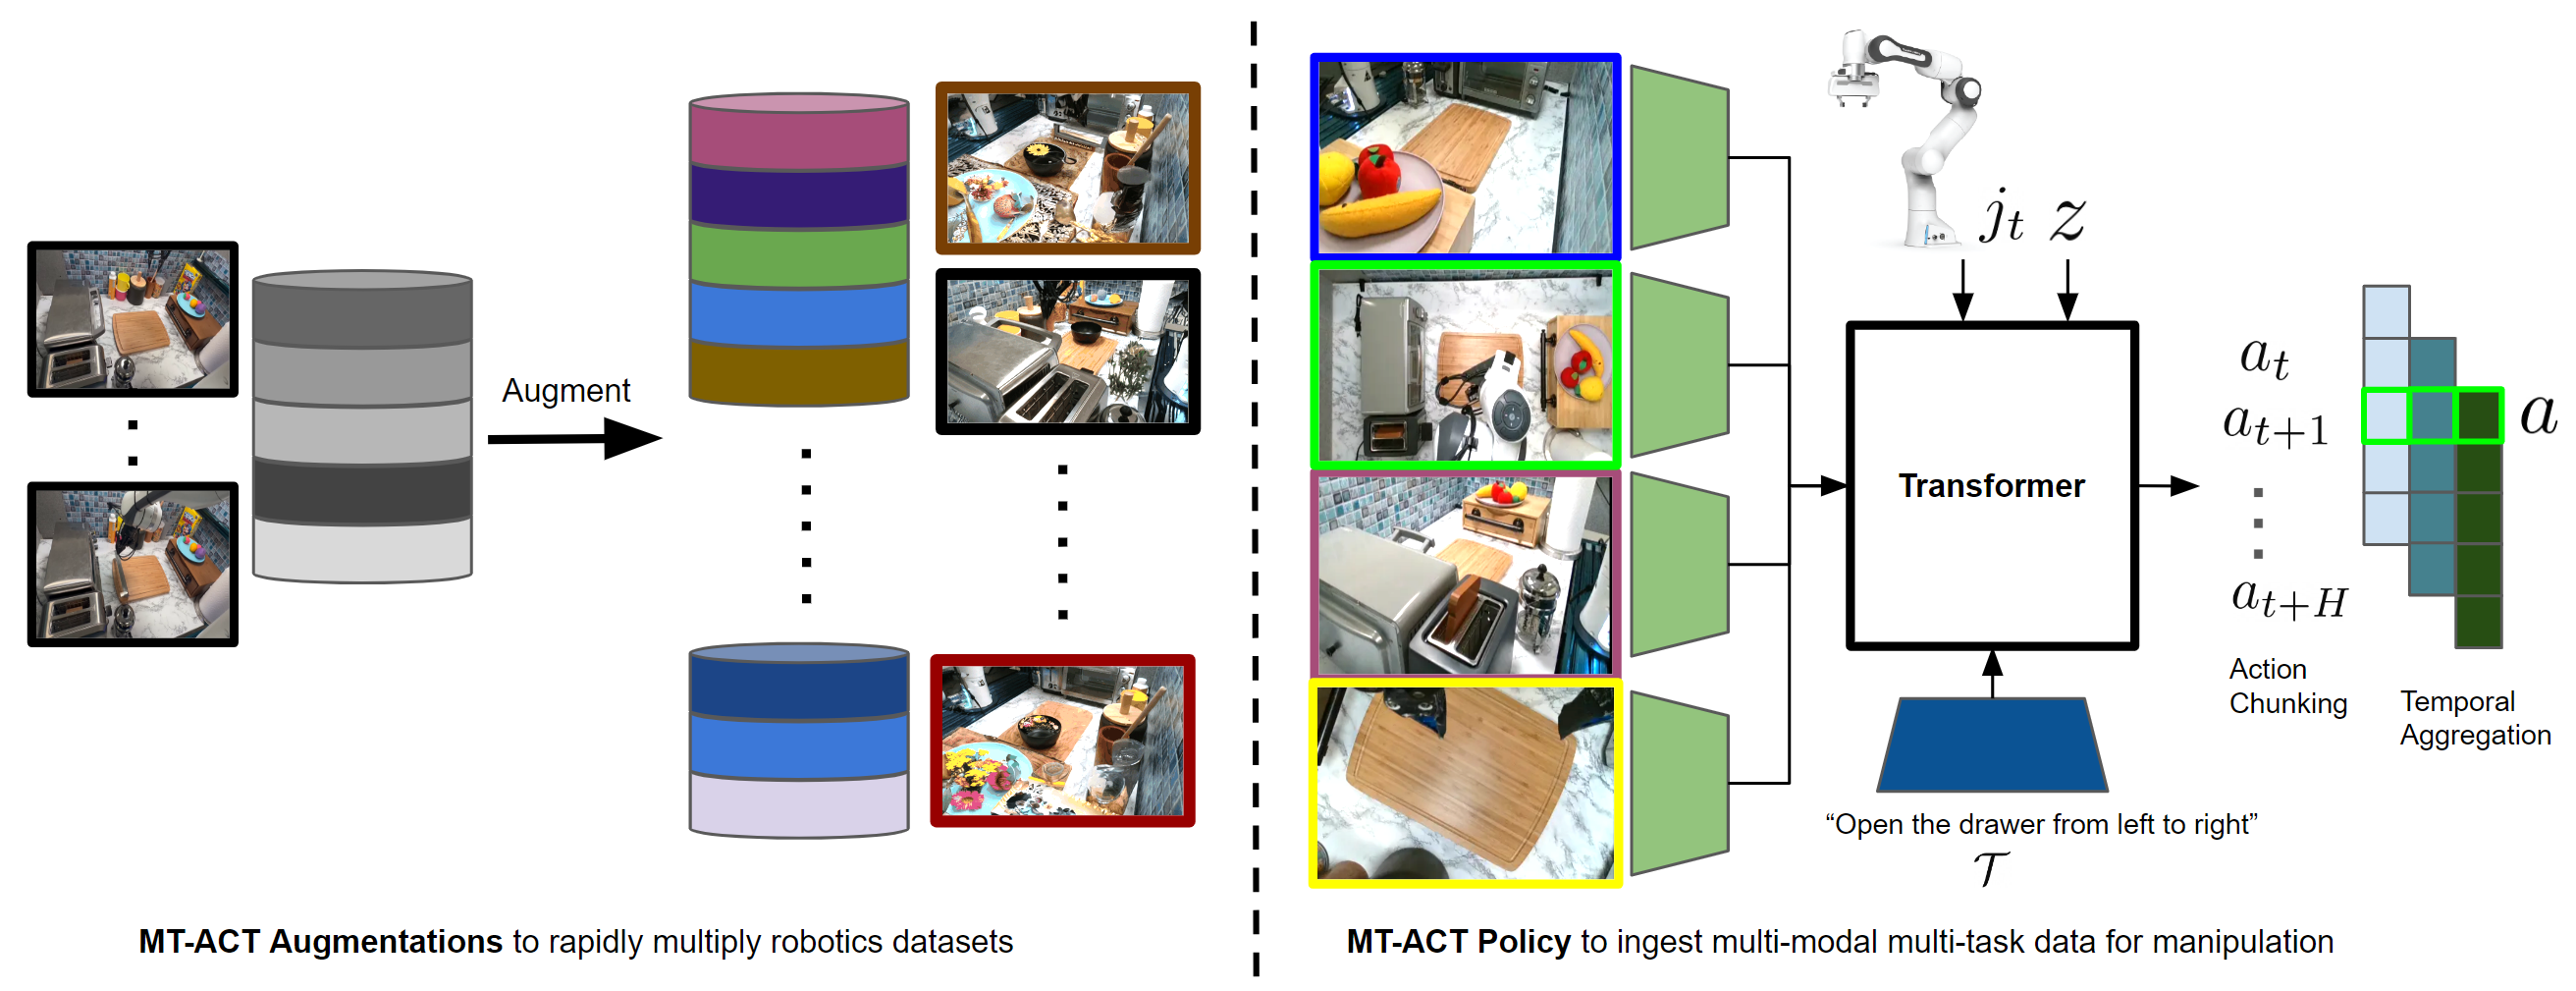 Augment
MT-ACT Augmentations to rapidly multiply robotics datasets
j_t z
Transformer
a_t
a_{t+1}
a_{t+H}
a
Action
Chunking
Temporal
Aggregation
“Open the drawer from left to right”
𝒯
MT-ACT Policy to ingest multi-modal multi-task data for manipulation